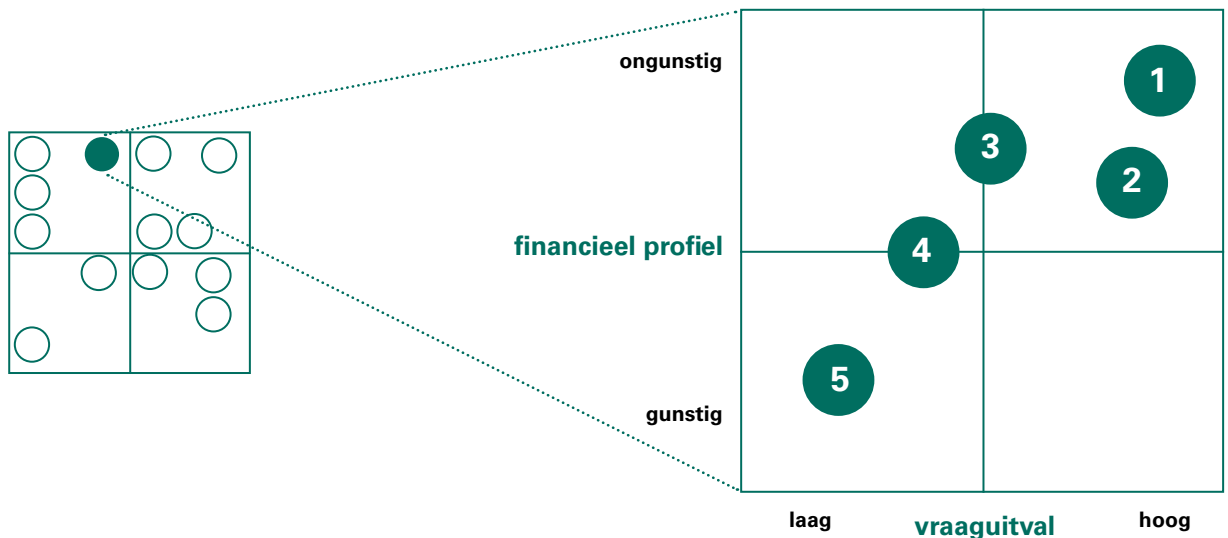 ongunstig
1
3
2
financieel profiel
4
5
gunstig
laag
vraaguitval
hoog